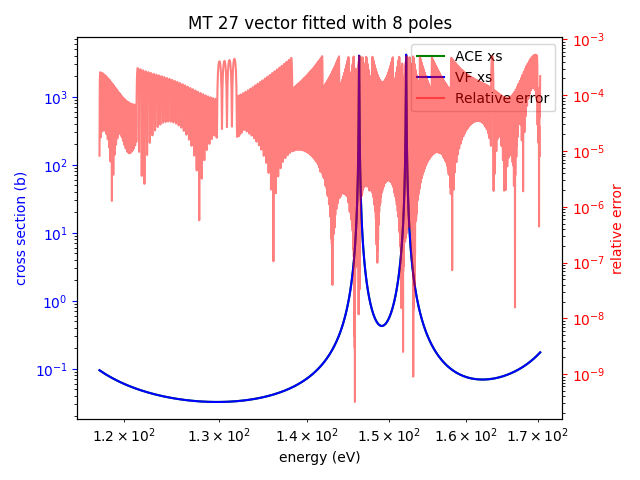 MT 27 vector fitted with 8 poles
ACE xs
VF xs
Relative error
cross section (b)
10³
10²
10¹
10⁰
10⁻¹
relative error
10⁻³
10⁻⁴
10⁻⁵
10⁻⁶
10⁻⁷
10⁻⁸
10⁻⁹
1.2 × 10² 1.3 × 10² 1.4 × 10² 1.5 × 10² 1.6 × 10² 1.7 × 10²
energy (eV)